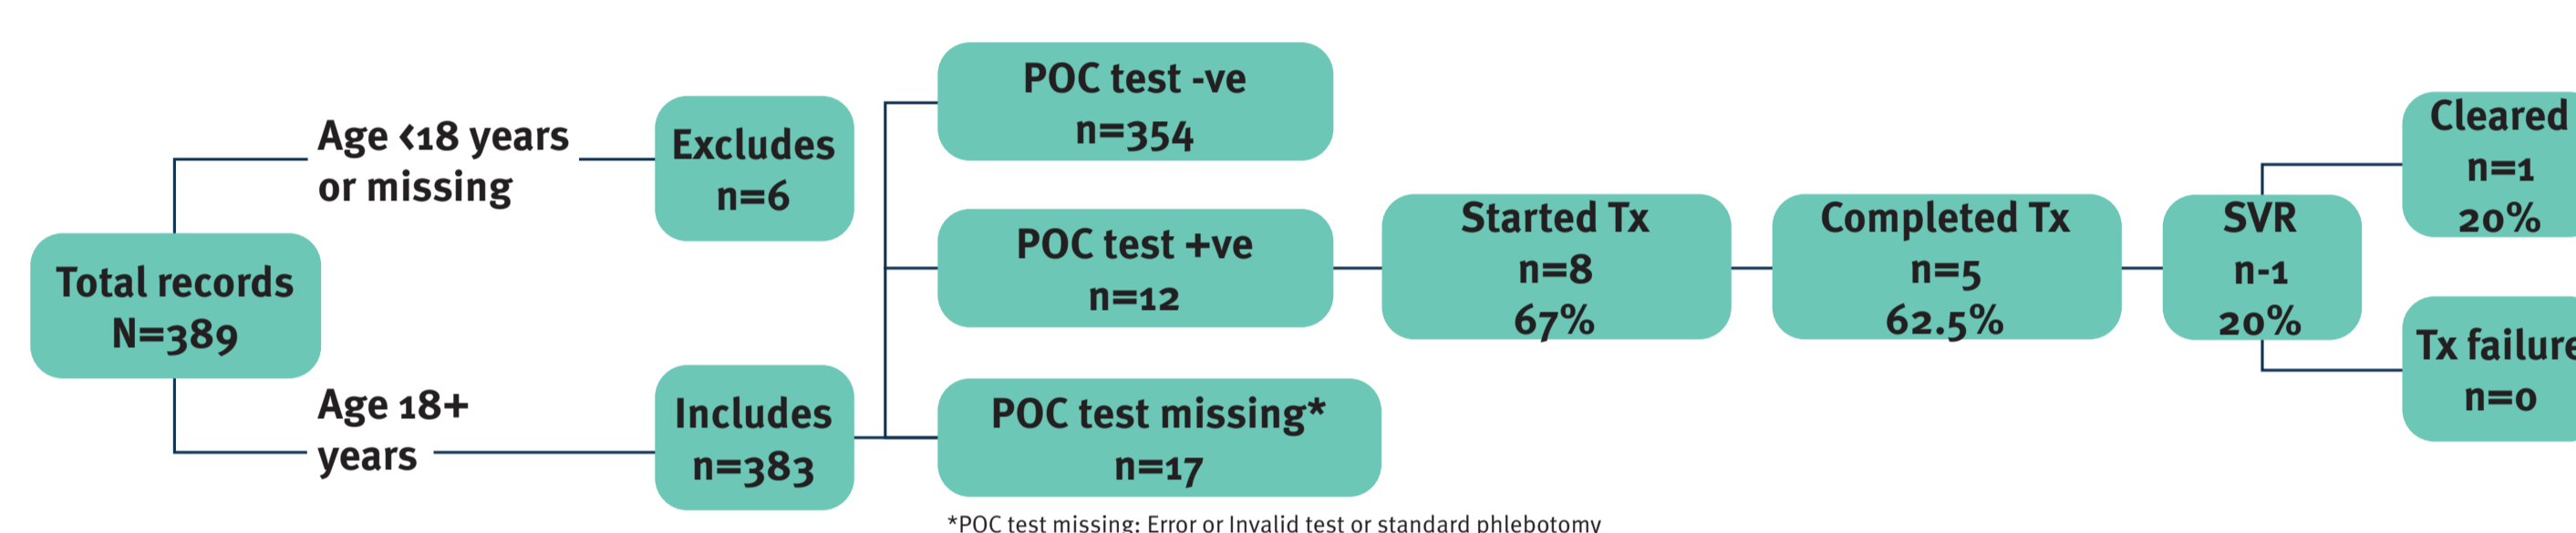 Total records
N=389
Age <18 years
or missing
Excludes
n=6
Age 18+
years
Includes
n=383
POC test -ve
n=354
POC test +ve
n=12
POC test missing*
n=17
Started Tx
n=8
67%
Completed Tx
n=5
62.5%
SVR
n-1
20%
Cleared
n=1
20%
Tx failure
n=0
*POC test missing: Error or Invalid test or standard phlebotomy